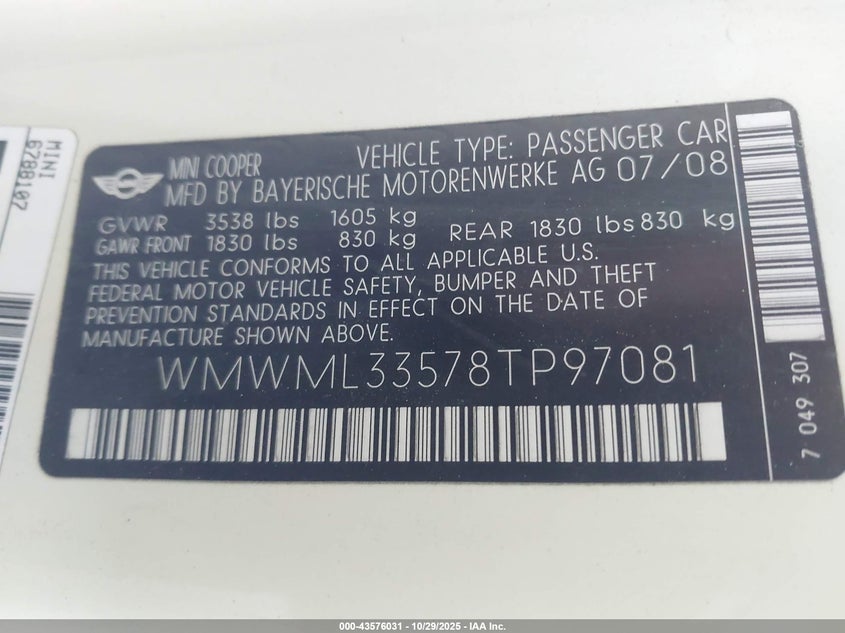 MINI COOPER VEHICLE TYPE: PASSENGER CAR
MFD BY BAYERISCHE MOTORENWERKE AG 07/08
GVWR 3538 lbs 1605 kg
GAWR FRONT 1830 lbs 830 kg REAR 1830 lbs 830 kg
THIS VEHICLE CONFORMS TO ALL APPLICABLE U.S.
FEDERAL MOTOR VEHICLE SAFETY, BUMPER AND THEFT
PREVENTION STANDARDS IN EFFECT ON THE DATE OF
MANUFACTURE SHOWN ABOVE.
WMWML33578TP97081
7 049 307
MINI
6788107
000-43576031 - 10/29/2025 - IAA Inc.